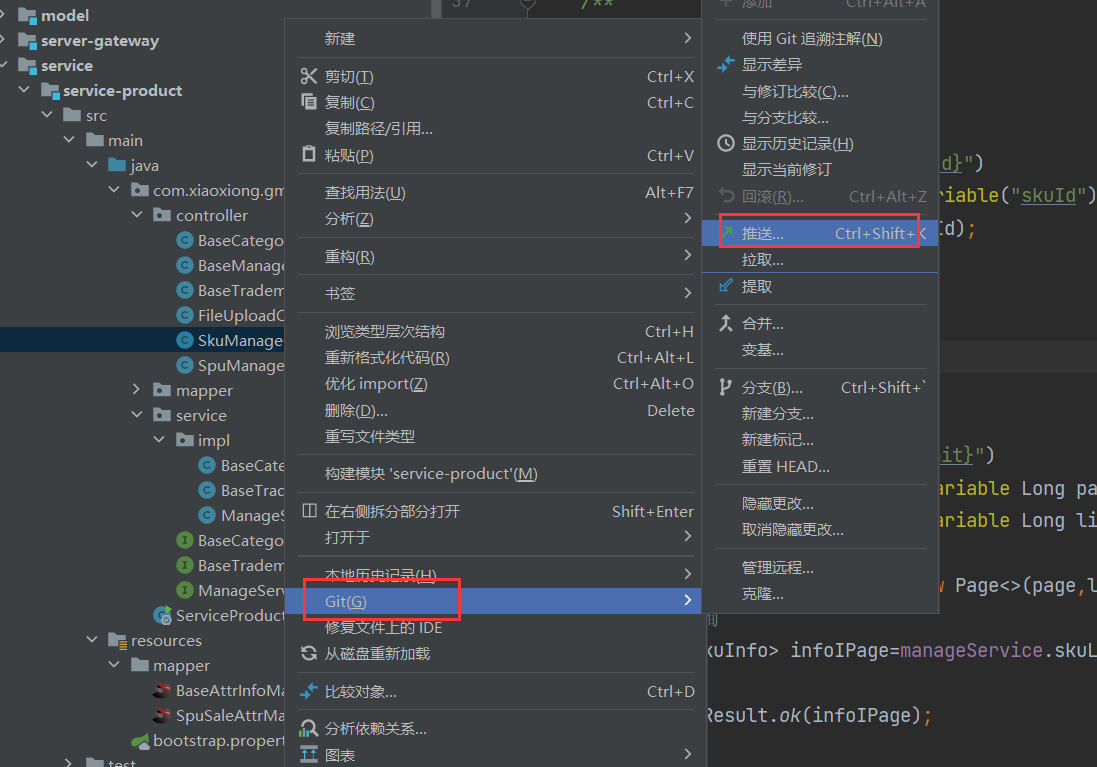 model
server-gateway
service
service-product
src
main
java
com.xiaoxiong.gm
controller
BaseCatego
BaseManage
BaseTradem
FileUploadC
SkuManage
SpuManage
mapper
service
impl
BaseCate
BaseTrad
ManageS
BaseCatego
BaseTradem
ManageServ
ServiceProduct
resources
mapper
BaseAttrInfoMa
SpuSaleAttrMa
bootstrap.propert
test
新建
剪切(T) Ctrl+X
复制(C) Ctrl+C
复制路径/引用...
粘贴(P) Ctrl+V
查找用法(U) Alt+F7
分析(Z)
重构(R)
书签
浏览类型层次结构 Ctrl+H
重新格式化代码(R) Ctrl+Alt+L
优化 import(Z) Ctrl+Alt+O
删除(D)... Delete
重写文件类型
构建模块 'service-product'(M)
在右侧拆分部分打开 Shift+Enter
打开于
本地历史记录(H)
Git(G)
修复文件上的 IDE
从磁盘重新加载
比较对象... Ctrl+D
分析依赖关系...
图表
添加 Ctrl+Alt+A
使用 Git 追溯注解(N)
显示差异
与修订比较(C)...
与分支比较...
显示历史记录(H)
显示当前修订
回滚(R)... Ctrl+Alt+Z
推送... Ctrl+Shift+K
拉取...
提取
合并...
变基...
分支(B)... Ctrl+Shift+`
新建分支...
新建标记...
重置 HEAD...
隐藏更改...
取消隐藏更改...
管理远程...
克隆...
37 /**
d}")
riable("skuId")
Id);
it}")
ariable Long pa
ariable Long li
w Page<>(page,l
询
kuInfo> infoIPage=manageService.skuL
Result.ok(infoIPage);